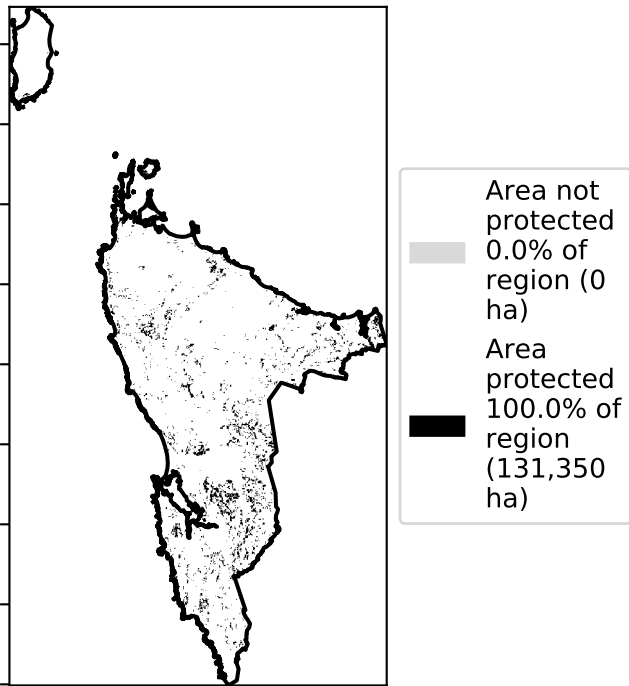 Area not
protected
0.0% of
region (0
ha)
Area
protected
100.0% of
region
(131,350
ha)